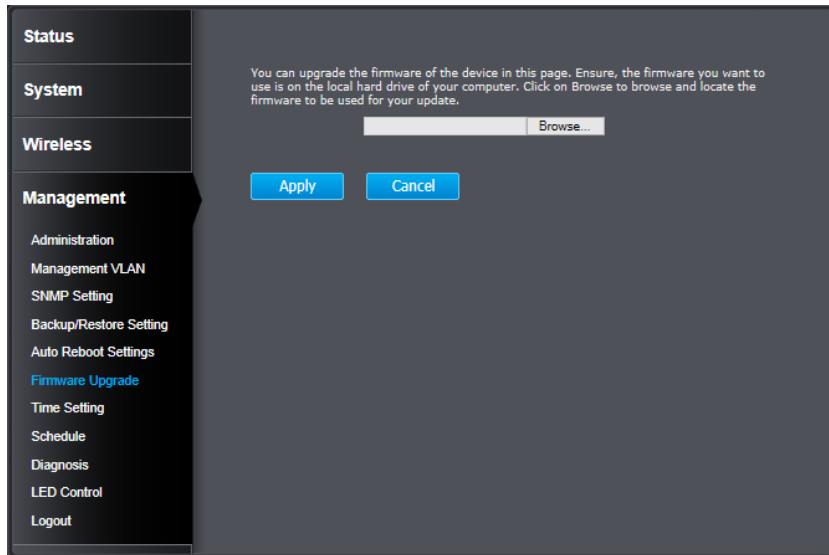 Status
System
Wireless
Management
Administration
Management VLAN
SNMP Setting
Backup/Restore Setting
Auto Reboot Settings
Firmware Upgrade
Time Setting
Schedule
Diagnosis
LED Control
Logout
You can upgrade the firmware of the device in this page. Ensure, the firmware you want to
use is on the local hard drive of your computer. Click on Browse to browse and locate the
firmware to be used for your update.
Browse...
Apply Cancel